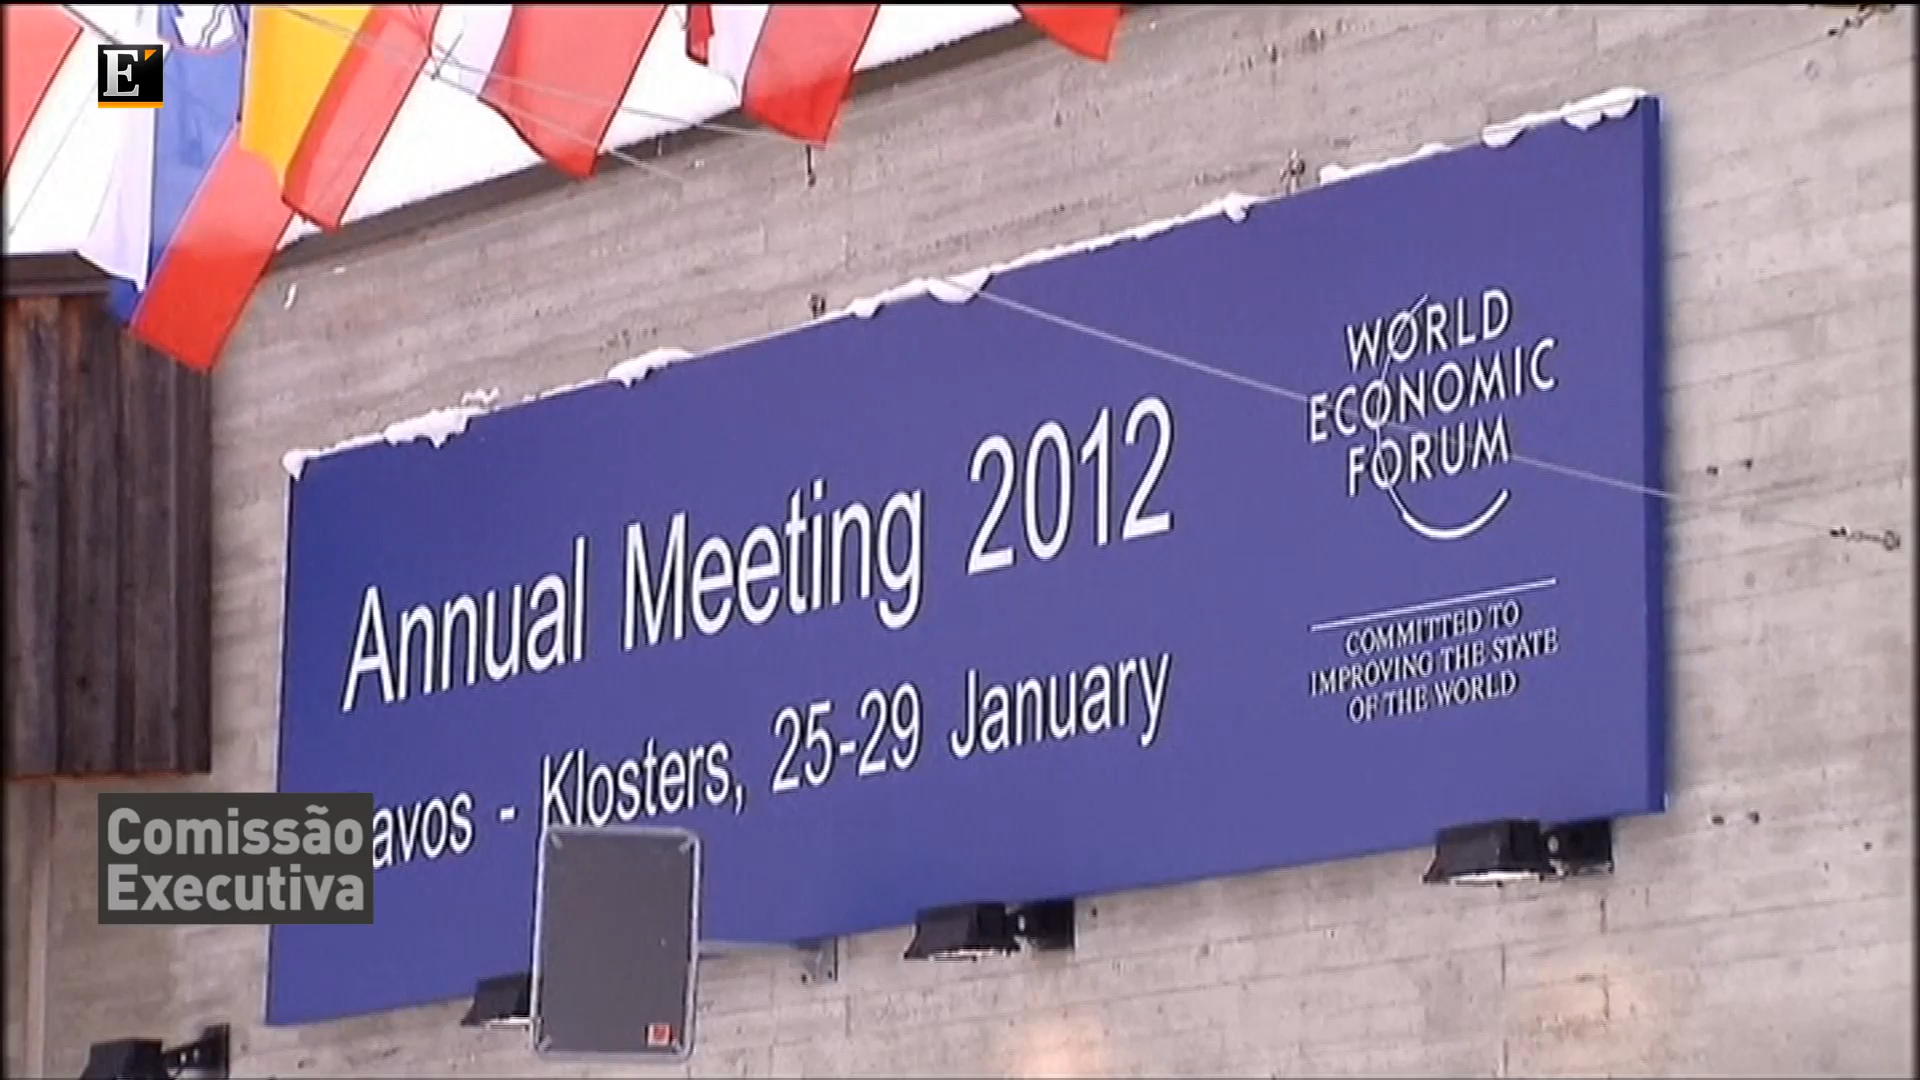 E
Annual Meeting 2012
avos - Klosters, 25-29 January
WORLD
ECONOMIC
FORUM
COMMITTED TO
IMPROVING THE STATE
OF THE WORLD
Comissão
Executiva